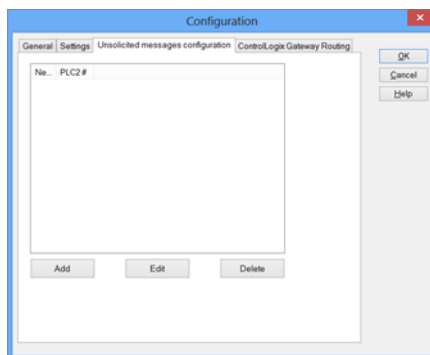 Configuration
General Settings Unsolicited messages configuration ControlLogix Gateway Routing
OK
Cancel
Help
Ne... PLC2 #
Add Edit Delete